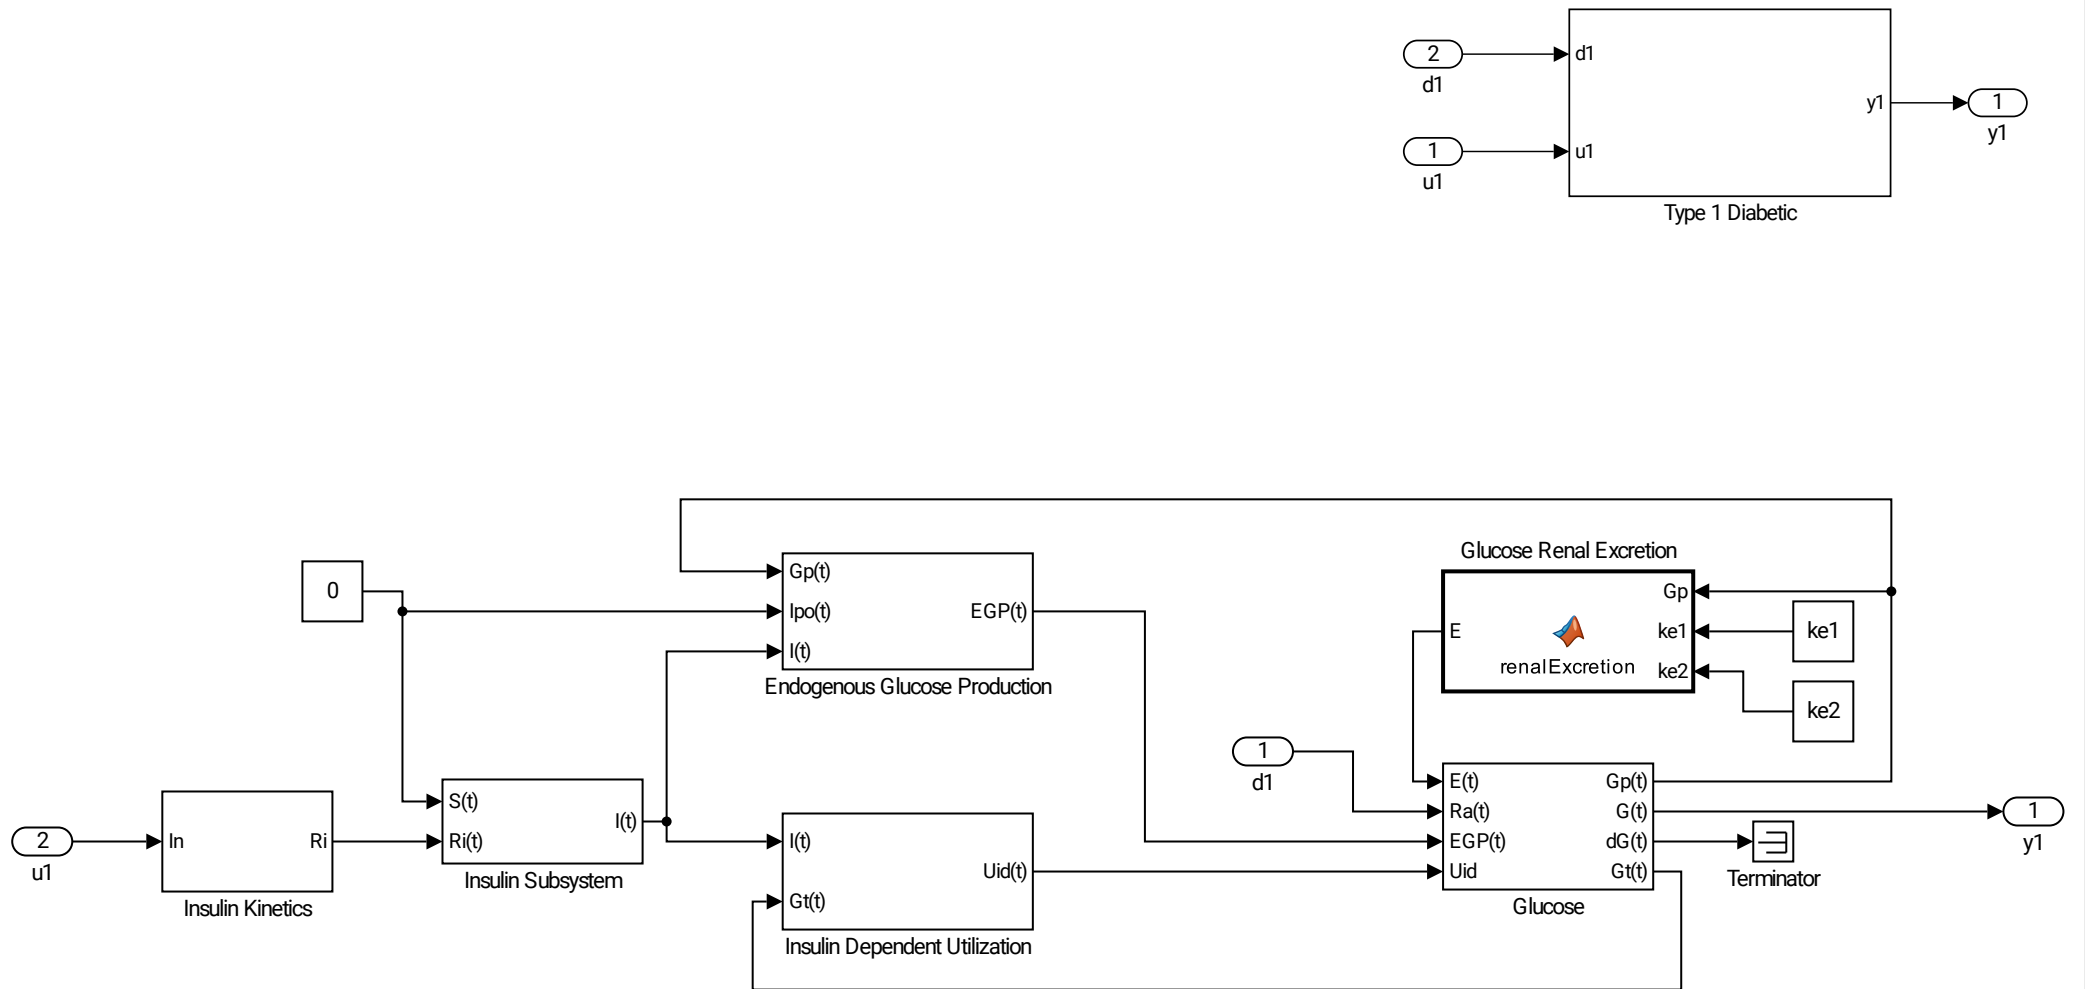 2
d1
d1
y1
1
y1
1
u1
u1
Type 1 Diabetic
Glucose Renal Excretion
0
Gp(t)
Ipo(t)
EGP(t)
I(t)
Endogenous Glucose Production
Gp
E
ke1
ke1
renalExcretion
ke2
ke2
1
d1
E(t)
Gp(t)
Ra(t)
G(t)
EGP(t)
dG(t)
Uid
Gt(t)
Glucose
1
y1
Terminator
S(t)
I(t)
Ri(t)
Insulin Subsystem
2
u1
In
Ri
Insulin Kinetics
I(t)
Uid(t)
Gt(t)
Insulin Dependent Utilization